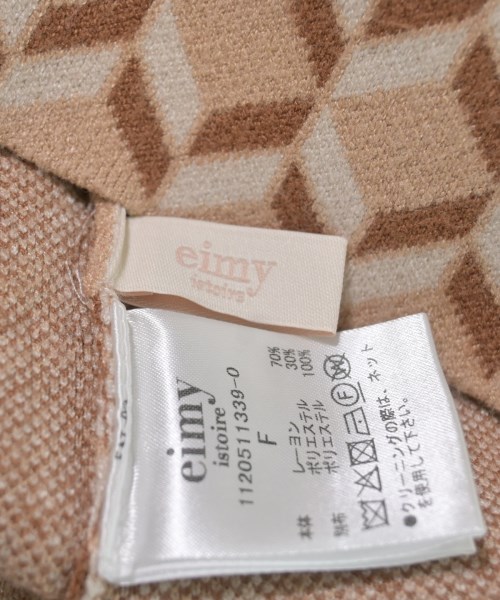 eimy
istoire
eimy
istoire
1120511339-0
F
本体 レーヨン 70%
ポリエステル 30%
別布 ポリエステル 100%
●クリーニングの際は、ネット
を使用して下さい。